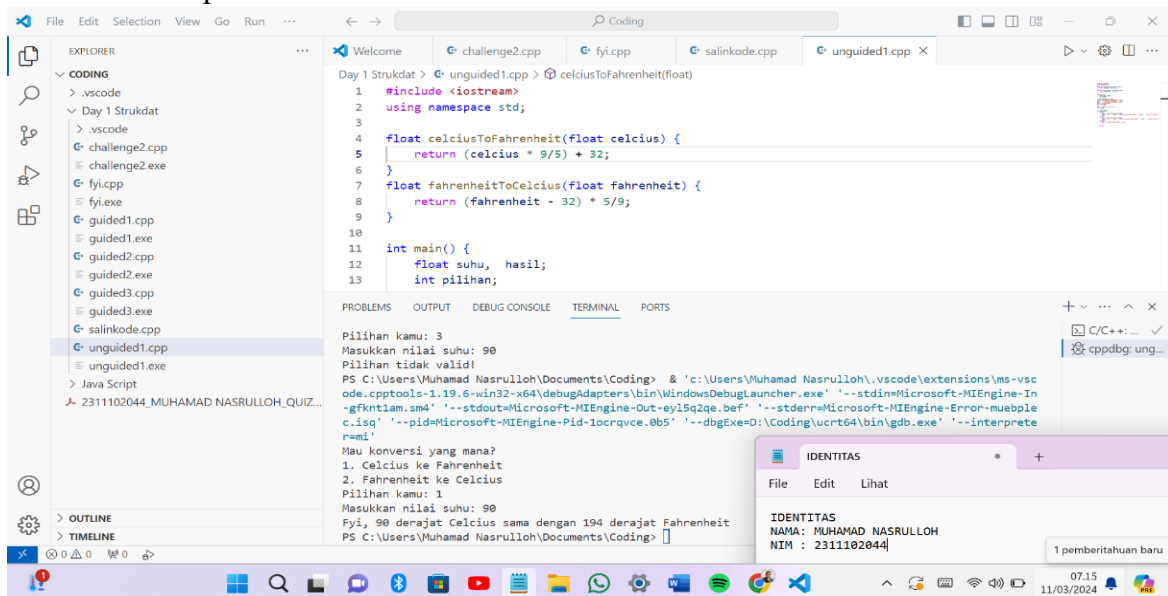 File Edit Selection View Go Run ... Coding
EXPLORER ...
CODING
.vscode
Day 1 Strukdat
.vscode
challenge2.cpp
challenge2.exe
fyi.cpp
fyi.exe
guided1.cpp
guided1.exe
guided2.cpp
guided2.exe
guided3.cpp
guided3.exe
salinkode.cpp
unguided1.cpp
unguided1.exe
Java Script
2311102044_MUHAMAD NASRULLOH_QUIZ...
OUTLINE
TIMELINE
Welcome challenge2.cpp fyi.cpp salinkode.cpp unguided1.cpp
Day 1 Strukdat > unguided1.cpp > celciusToFahrenheit(float)
1 #include <iostream>
2 using namespace std;
3
4 float celciusToFahrenheit(float celcius) {
5 return (celcius * 9/5) + 32;
6 }
7 float fahrenheitToCelcius(float fahrenheit) {
8 return (fahrenheit - 32) * 5/9;
9 }
10
11 int main() {
12 float suhu, hasil;
13 int pilihan;
PROBLEMS OUTPUT DEBUG CONSOLE TERMINAL PORTS
Pilihan kamu: 3
Masukkan nilai suhu: 90
Pilihan tidak valid!
PS C:\Users\Muhamad Nasrulloh\Documents\Coding> & 'c:\Users\Muhamad Nasrulloh\.vscode\extensions\ms-vsc
ode.cpptools-1.19.6-win32-x64\debugAdapters\bin\WindowsDebugLauncher.exe' '--stdin=Microsoft-MIEngine-In
-gfknt1am.sm4' '--stdout=Microsoft-MIEngine-Out-eyl5q2qe.bef' '--stderr=Microsoft-MIEngine-Error-muebple
c.isq' '--pid=Microsoft-MIEngine-Pid-1ocrqvce.0b5' '--dbgExe=D:\Coding\ucrt64\bin\gdb.exe' '--interprete
r=mi'
Mau konversi yang mana?
1. Celcius ke Fahrenheit
2. Fahrenheit ke Celcius
Pilihan kamu: 1
Masukkan nilai suhu: 90
Fyi, 90 derajat Celcius sama dengan 194 derajat Fahrenheit
PS C:\Users\Muhamad Nasrulloh\Documents\Coding>
C/C++: ...
cppdbg: ung...
IDENTITAS
File Edit Lihat
IDENTITAS
NAMA: MUHAMAD NASRULLOH
NIM : 2311102044
1 pemberitahuan baru
0 0 0
07.15
11/03/2024
PRE